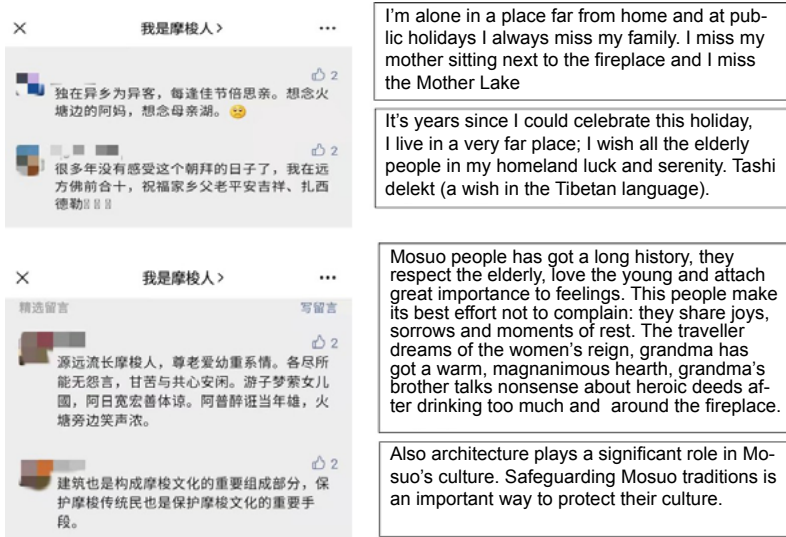 我是摩梭人>
2
独在异乡为异客，每逢佳节倍思亲。想念火
塘边的阿妈，想念母亲湖。
2
很多年没有感受这个朝拜的日子了，我在远
方佛前合十，祝福家乡父老平安吉祥、扎西
德勒
I'm alone in a place far from home and at pub-
lic holidays I always miss my family. I miss my
mother sitting next to the fireplace and I miss
the Mother Lake
It's years since I could celebrate this holiday,
I live in a very far place; I wish all the elderly
people in my homeland luck and serenity. Tashi
delekt (a wish in the Tibetan language).
我是摩梭人>
精选留言
写留言
2
源远流长摩梭人，尊老爱幼重系情。各尽所
能无怨言，甘苦与共心安闲。游子梦萦女儿
國，阿日宽宏善体谅。阿普醉诳当年雄，火
塘旁边笑声浓。
2
建筑也是构成摩梭文化的重要组成部分，保
护摩梭传统民也是保护摩梭文化的重要手
段。
Mosuo people has got a long history, they
respect the elderly, love the young and attach
great importance to feelings. This people make
its best effort not to complain: they share joys,
sorrows and moments of rest. The traveller
dreams of the women's reign, grandma has
got a warm, magnanimous hearth, grandma's
brother talks nonsense about heroic deeds af-
ter drinking too much and around the fireplace.
Also architecture plays a significant role in Mo-
suo's culture. Safeguarding Mosuo traditions is
an important way to protect their culture.